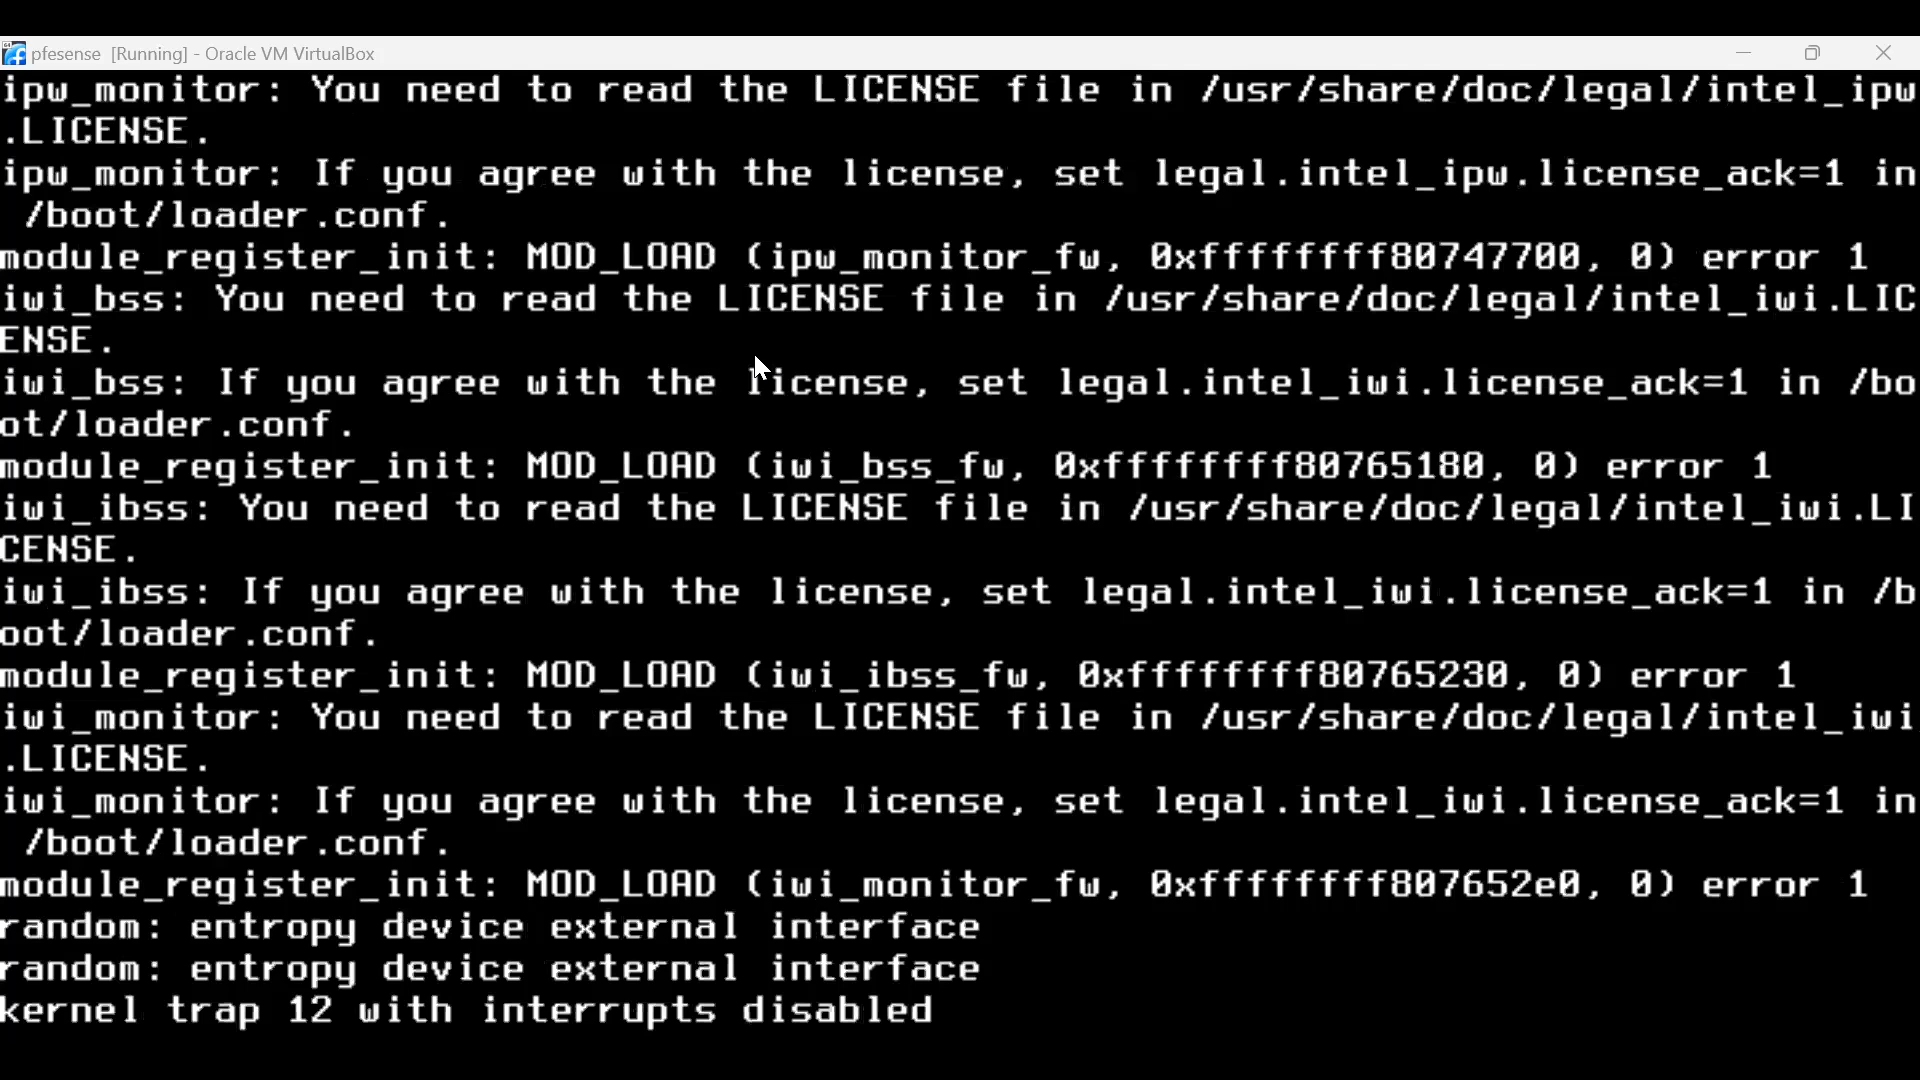 pfesense [Running] - Oracle VM VirtualBox
ipw_monitor: You need to read the LICENSE file in /usr/share/doc/legal/intel_ipw
.LICENSE.
ipw_monitor: If you agree with the license, set legal.intel_ipw.license_ack=1 in
/boot/loader.conf.
module_register_init: MOD_LOAD (ipw_monitor_fw, 0xffffffff80747700, 0) error 1
iwi_bss: You need to read the LICENSE file in /usr/share/doc/legal/intel_iwi.LIC
ENSE.
iwi_bss: If you agree with the license, set legal.intel_iwi.license_ack=1 in /bo
ot/loader.conf.
module_register_init: MOD_LOAD (iwi_bss_fw, 0xffffffff80765180, 0) error 1
iwi_ibss: You need to read the LICENSE file in /usr/share/doc/legal/intel_iwi.LI
CENSE.
iwi_ibss: If you agree with the license, set legal.intel_iwi.license_ack=1 in /b
oot/loader.conf.
module_register_init: MOD_LOAD (iwi_ibss_fw, 0xffffffff80765230, 0) error 1
iwi_monitor: You need to read the LICENSE file in /usr/share/doc/legal/intel_iwi
.LICENSE.
iwi_monitor: If you agree with the license, set legal.intel_iwi.license_ack=1 in
/boot/loader.conf.
module_register_init: MOD_LOAD (iwi_monitor_fw, 0xffffffff807652e0, 0) error 1
random: entropy device external interface
random: entropy device external interface
kernel trap 12 with interrupts disabled